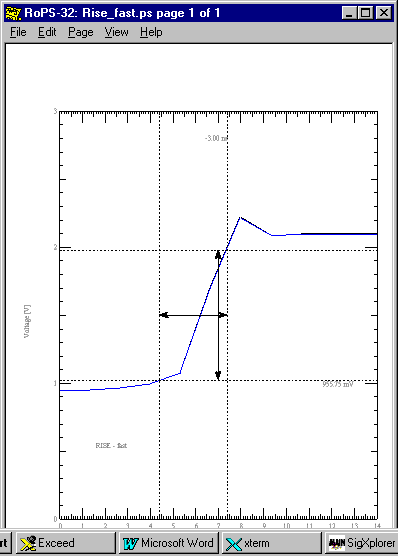 RoPS-32: Rise_fast.ps page 1 of 1
File Edit Page View Help
3
-3.00 ns
2
Voltage [V]
1
955.75 mV
RISE - fast
0
0 1 2 3 4 5 6 7 8 9 10 11 12 13 14
rt Exceed Microsoft Word xterm SigXplorer